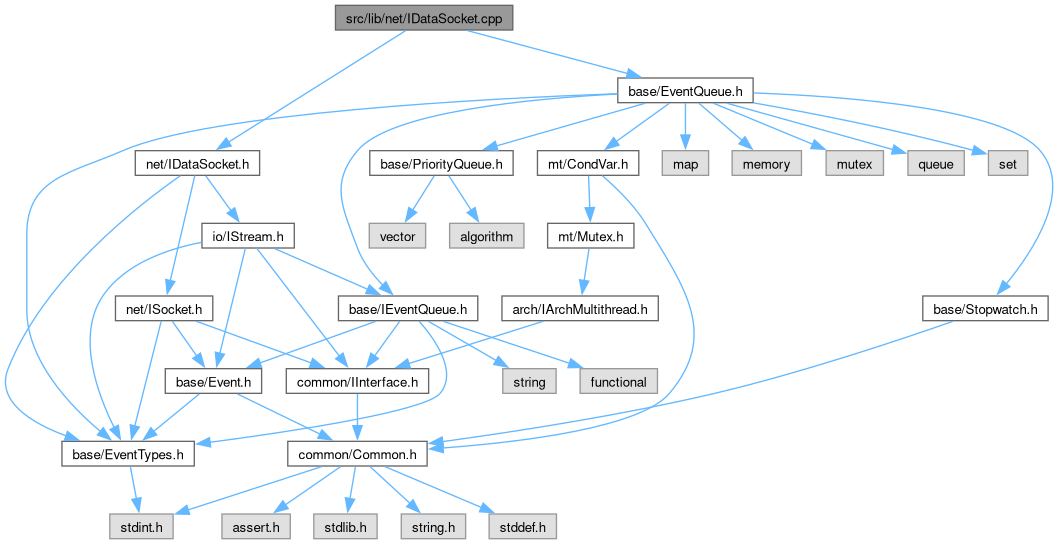 src/lib/net/IDataSocket.cpp
base/EventQueue.h
net/IDataSocket.h
base/PriorityQueue.h
mt/CondVar.h
map
memory
mutex
queue
set
io/IStream.h
vector
algorithm
mt/Mutex.h
net/ISocket.h
base/IEventQueue.h
arch/IArchMultithread.h
base/Stopwatch.h
base/Event.h
common/IInterface.h
string
functional
base/EventTypes.h
common/Common.h
stdint.h
assert.h
stdlib.h
string.h
stddef.h